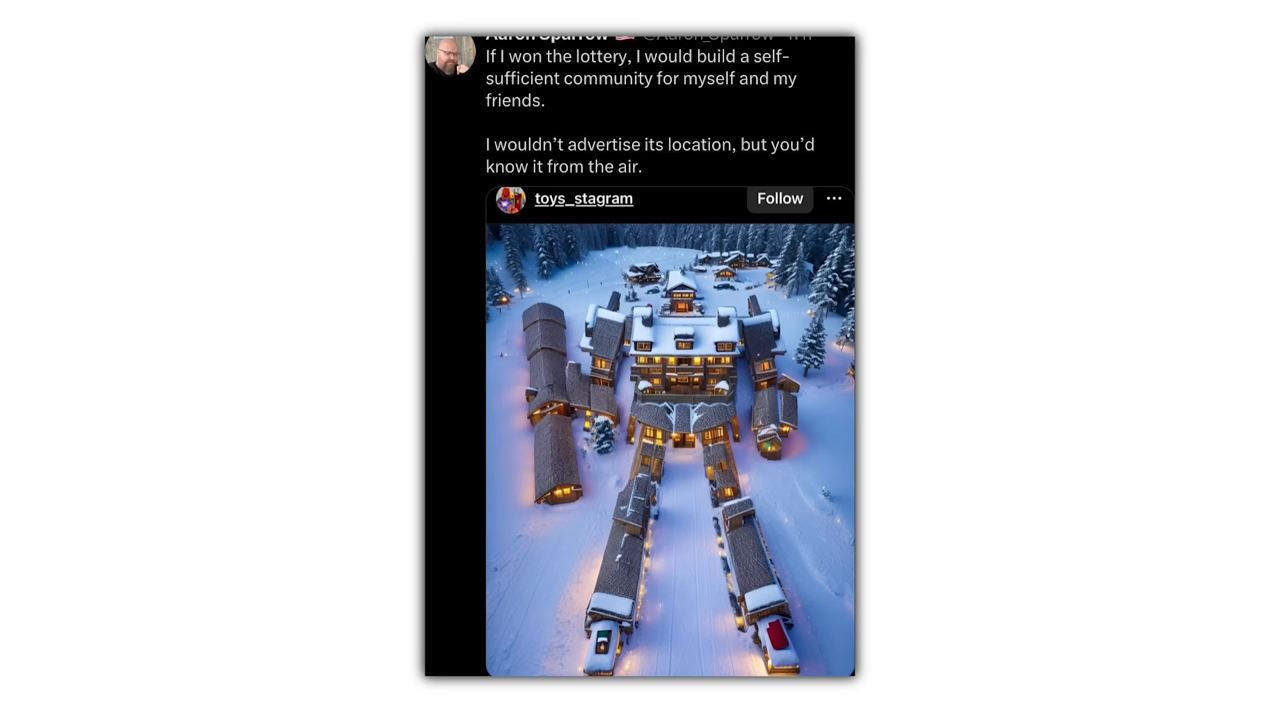 If I won the lottery, I would build a self-
sufficient community for myself and my
friends.
I wouldn’t advertise its location, but you’d
know it from the air.
toys_stagram
Follow